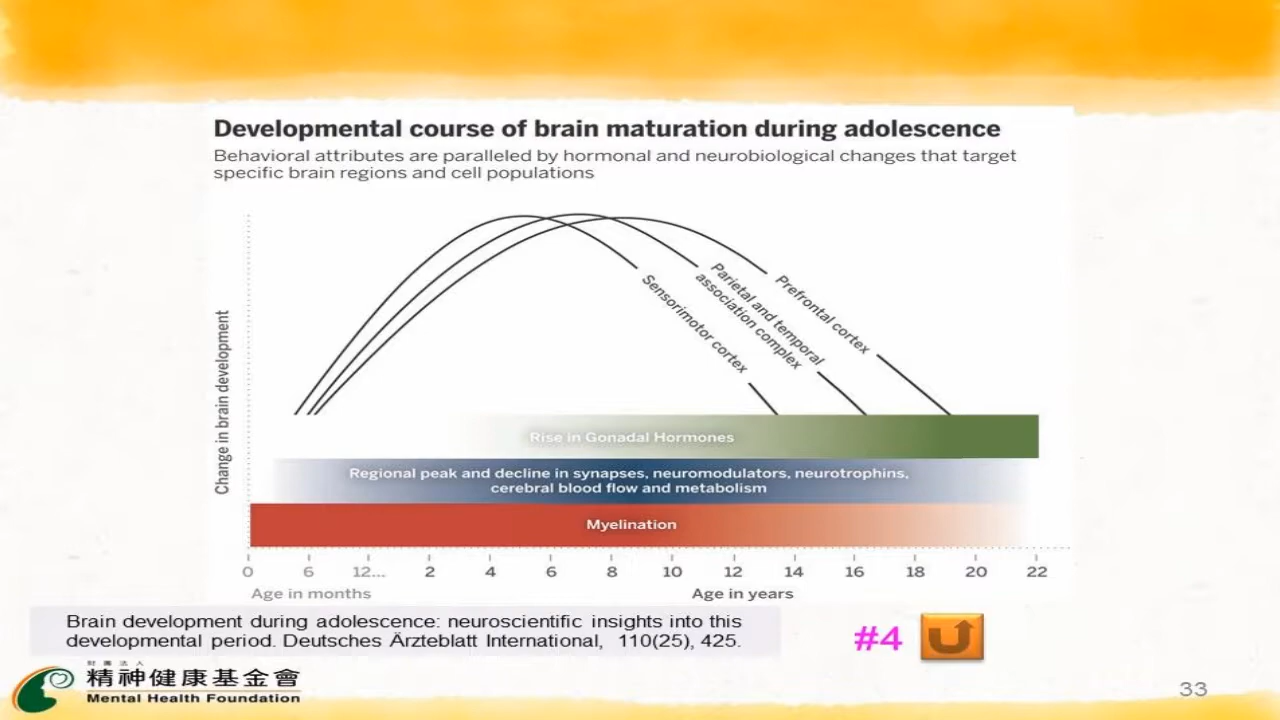 Developmental course of brain maturation during adolescence
Behavioral attributes are paralleled by hormonal and neurobiological changes that target
specific brain regions and cell populations
Change in brain development
Sensorimotor cortex
Parietal and temporal
association complex
Prefrontal cortex
Rise in Gonadal Hormones
Regional peak and decline in synapses, neuromodulators, neurotrophins,
cerebral blood flow and metabolism
Myelination
0 6 12... 2 4 6 8 10 12 14 16 18 20 22
Age in months Age in years
Brain development during adolescence: neuroscientific insights into this
developmental period. Deutsches Ärzteblatt International, 110(25), 425.
#4
財團法人
精神健康基金會
Mental Health Foundation
33